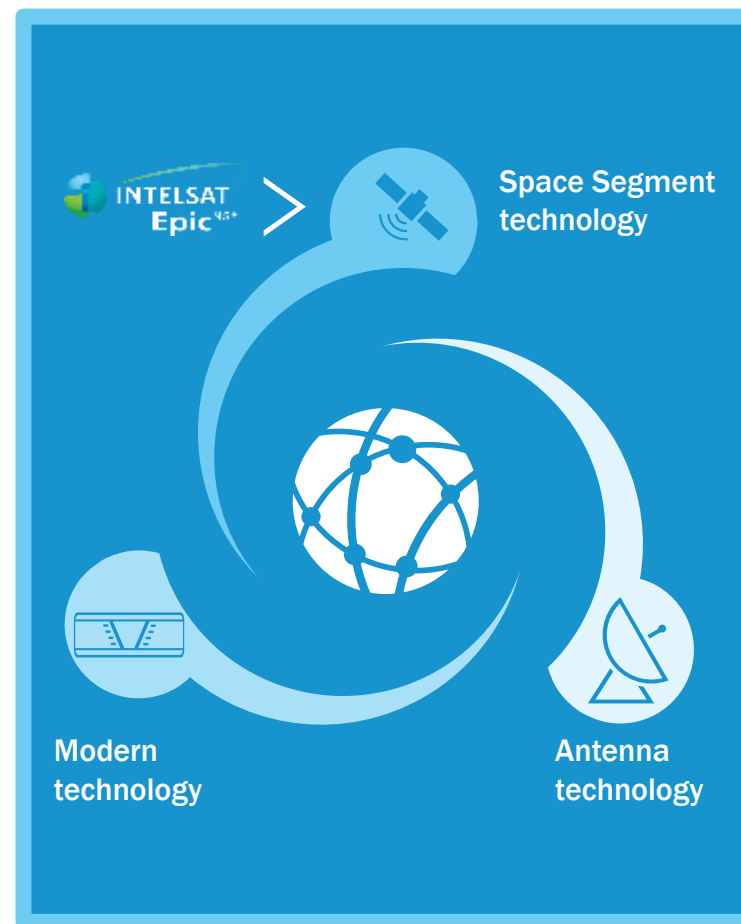 INTELSAT
Epic
Space Segment
technology
Modern
technology
Antenna
technology